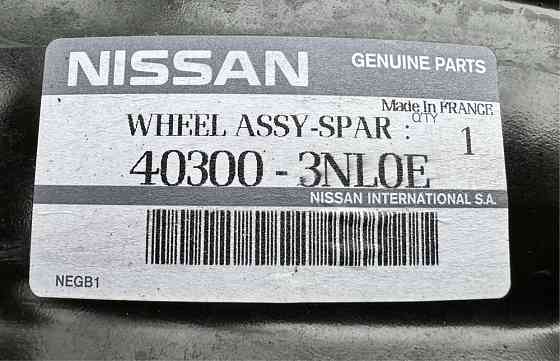 NISSAN GENUINE PARTS
Made In FRANCE
WHEEL ASSY-SPAR : QTY 1
40300 - 3NL0E
NISSAN INTERNATIONAL S.A.
NEGB1